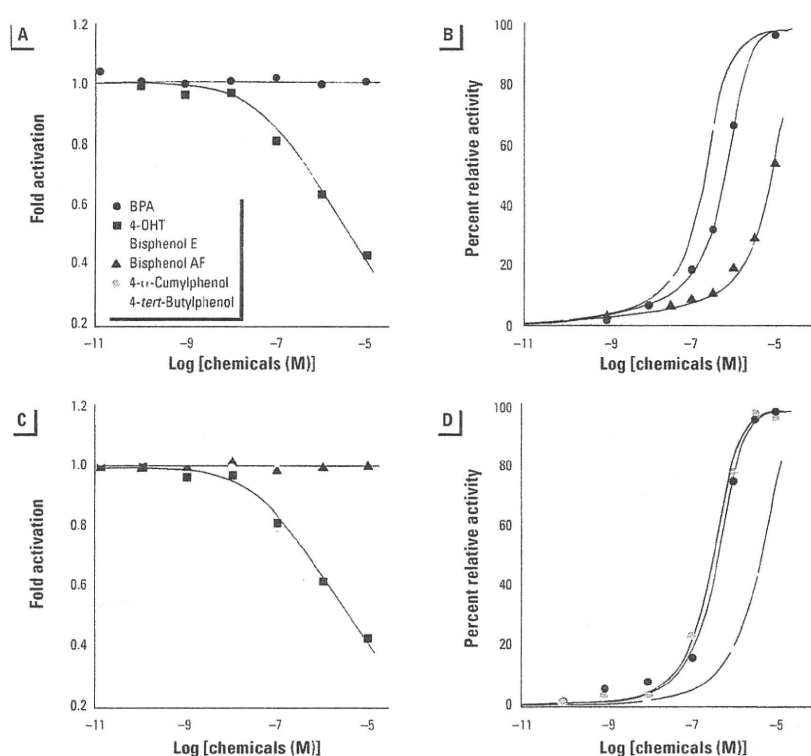 A
1.2
1.0
0.8
0.6
0.4
0.2
Fold activation
BPA
4-OHT
Bisphenol E
Bisphenol AF
4-α-Cumylphenol
4-tert-Butylphenol
−11
−9
−7
−5
Log [chemicals (M)]
B
100
80
60
40
20
0
Percent relative activity
−11
−9
−7
−5
Log [chemicals (M)]
C
1.2
1.0
0.8
0.6
0.4
0.2
Fold activation
−11
−9
−7
−5
Log [chemicals (M)]
D
100
80
60
40
20
0
Percent relative activity
−11
−9
−7
−5
Log [chemicals (M)]